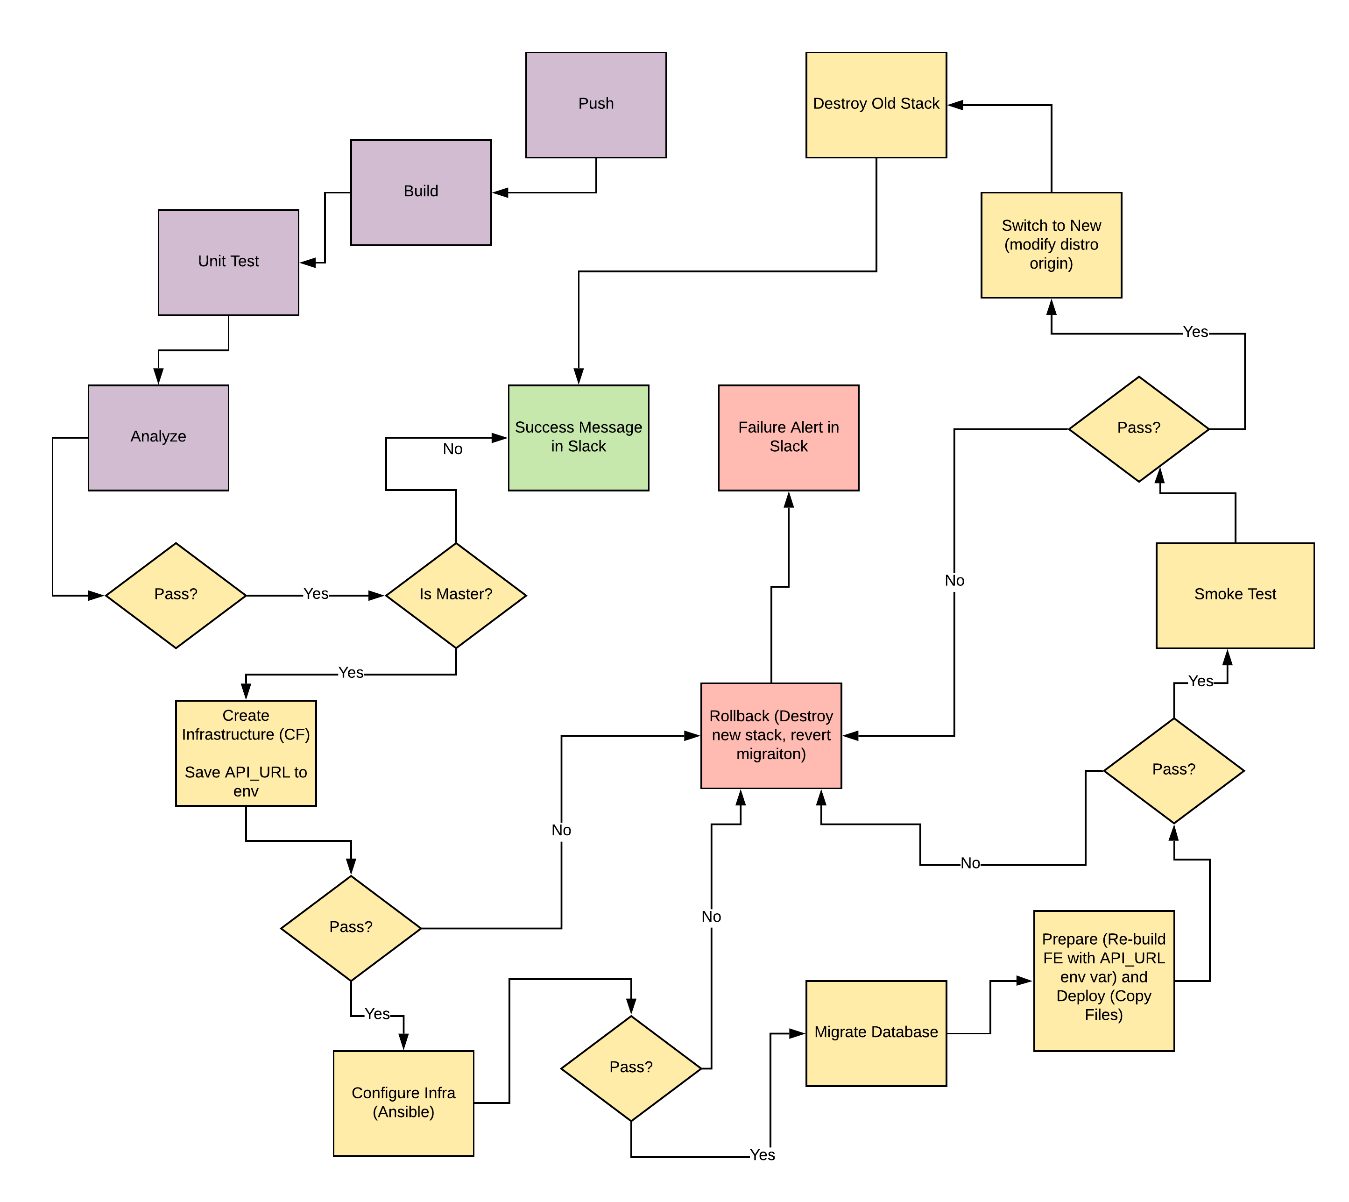 Push
Destroy Old Stack
Build
Switch to New
(modify distro
origin)
Unit Test
Yes
Analyze
Success Message
in Slack
Failure Alert in
Slack
Pass?
No
Pass?
Yes
Is Master?
No
Smoke Test
Yes
Yes
Create
Infrastructure (CF)
Save API_URL to
env
Rollback (Destroy
new stack, revert
migraiton)
Pass?
No
No
Pass?
No
Prepare (Re-build
FE with API_URL
env var) and
Deploy (Copy
Files)
Yes
Migrate Database
Configure Infra
(Ansible)
Pass?
Yes